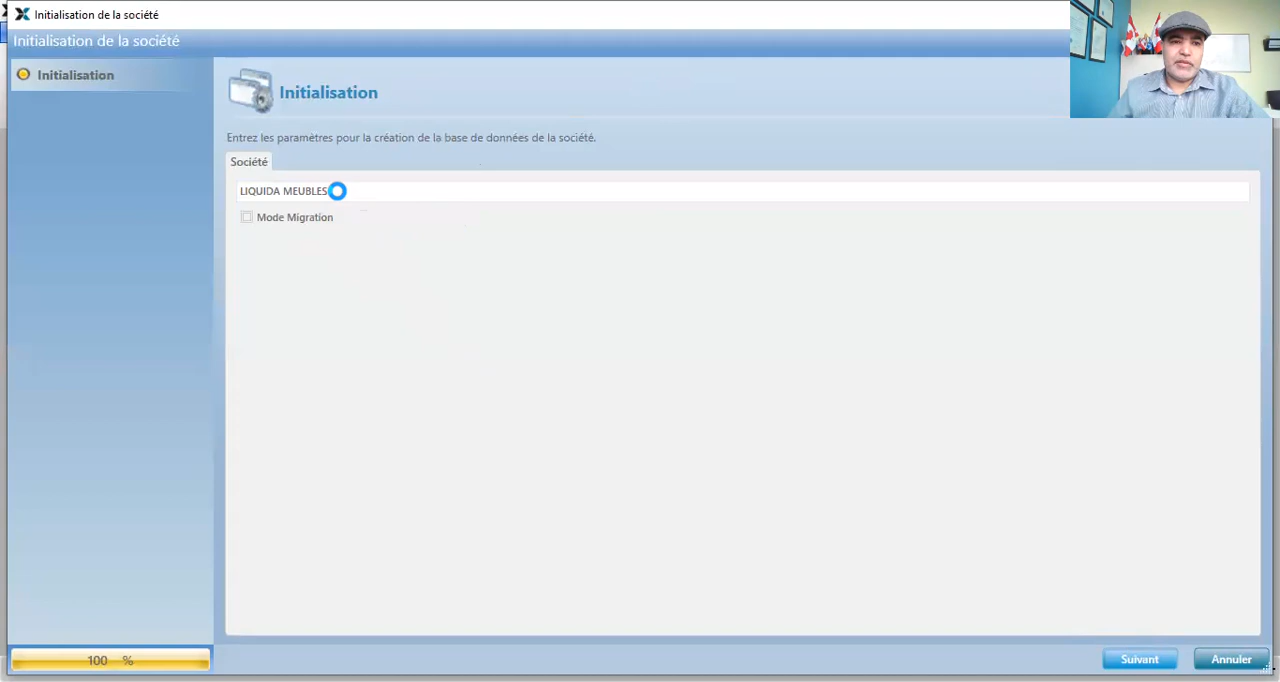 Initialisation de la société
Initialisation de la société
Initialisation
Initialisation
Entrez les paramètres pour la création de la base de données de la société.
Société
LIQUIDA MEUBLES
Mode Migration
100 %
Suivant
Annuler